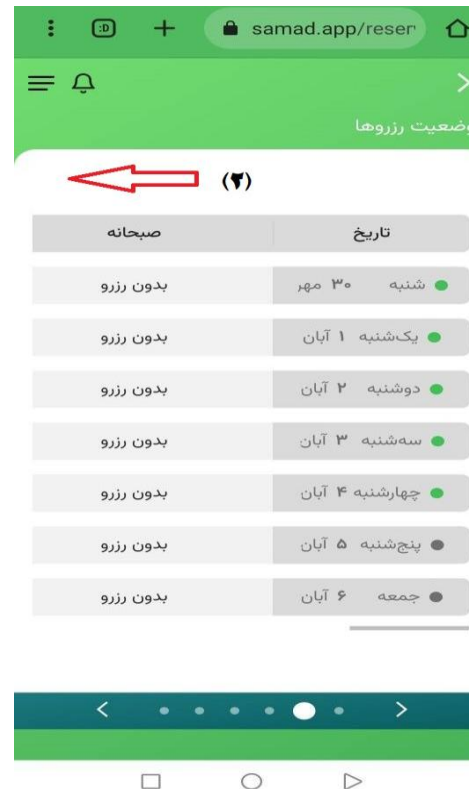 :D
samad.app/reser
وضعیت رزروها
(۳)
تاریخ صبحانه
شنبه ۳۰ مهر بدون رزرو
یک‌شنبه ۱ آبان بدون رزرو
دوشنبه ۲ آبان بدون رزرو
سه‌شنبه ۳ آبان بدون رزرو
چهارشنبه ۴ آبان بدون رزرو
پنج‌شنبه ۵ آبان بدون رزرو
جمعه ۶ آبان بدون رزرو